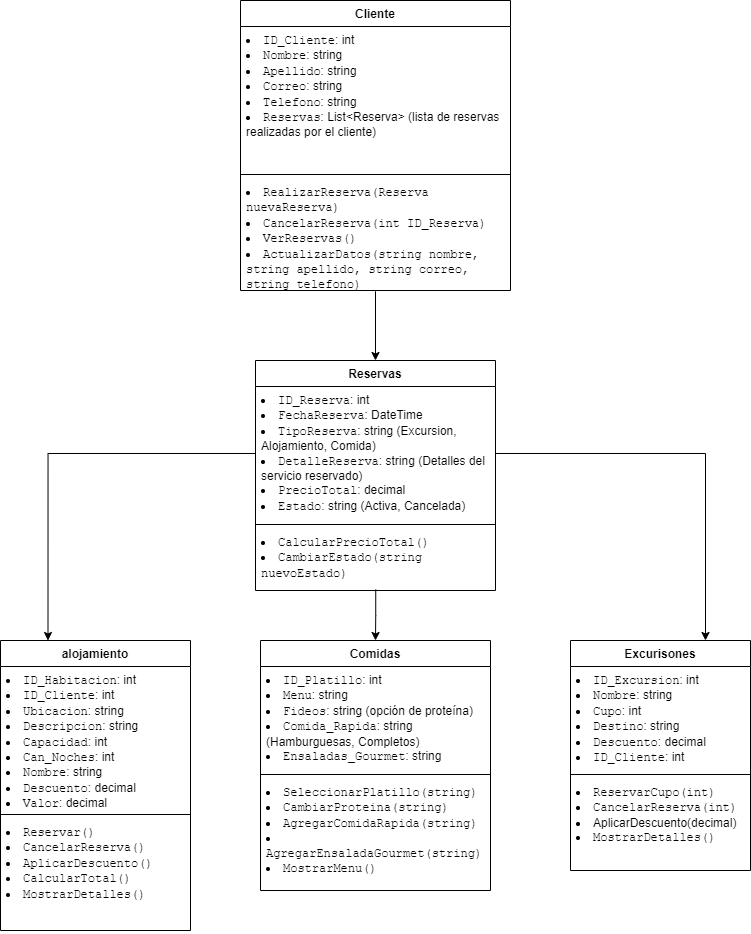 Cliente
• ID_Cliente: int
• Nombre: string
• Apellido: string
• Correo: string
• Telefono: string
• Reservas: List<Reserva> (lista de reservas
realizadas por el cliente)
• RealizarReserva(Reserva
nuevaReserva)
• CancelarReserva(int ID_Reserva)
• VerReservas()
• ActualizarDatos(string nombre,
string apellido, string correo,
string telefono)
Reservas
• ID_Reserva: int
• FechaReserva: DateTime
• TipoReserva: string (Excursion,
Alojamiento, Comida)
• DetalleReserva: string (Detalles del
servicio reservado)
• PrecioTotal: decimal
• Estado: string (Activa, Cancelada)
• CalcularPrecioTotal()
• CambiarEstado(string
nuevoEstado)
alojamiento
• ID_Habitacion: int
• ID_Cliente: int
• Ubicacion: string
• Descripcion: string
• Capacidad: int
• Can_Noches: int
• Nombre: string
• Descuento: decimal
• Valor: decimal
• Reservar()
• CancelarReserva()
• AplicarDescuento()
• CalcularTotal()
• MostrarDetalles()
Comidas
• ID_Platillo: int
• Menu: string
• Fideos: string (opción de proteína)
• Comida_Rapida: string
(Hamburguesas, Completos)
• Ensaladas_Gourmet: string
• SeleccionarPlatillo(string)
• CambiarProteina(string)
• AgregarComidaRapida(string)
•
AgregarEnsaladaGourmet(string)
• MostrarMenu()
Excurisones
• ID_Excursion: int
• Nombre: string
• Cupo: int
• Destino: string
• Descuento: decimal
• ID_Cliente: int
• ReservarCupo(int)
• CancelarReserva(int)
• AplicarDescuento(decimal)
• MostrarDetalles()